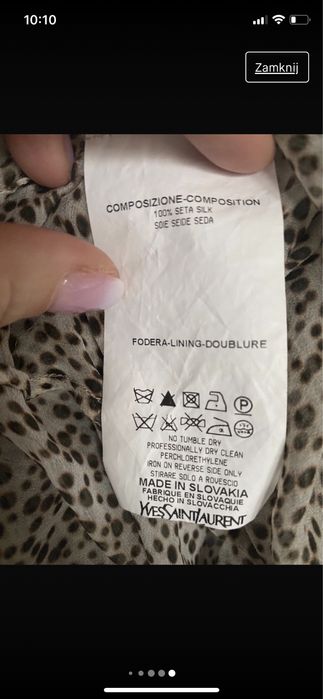 10:10
Zamknij
COMPOSIZIONE-COMPOSITION
100% SETA SILK
SOIE SEIDE SEDA
FODERA-LINING-DOUBLURE
P
NO TUMBLE DRY
PROFESSIONALLY DRY CLEAN
PERCHLORETHYLENE
IRON ON REVERSE SIDE ONLY
STIRARE SOLO A ROVESCIO
MADE IN SLOVAKIA
FABRIQUE EN SLOVAQUIE
HECHO IN SLOVACCHIA
YVESSAINTLAURENT